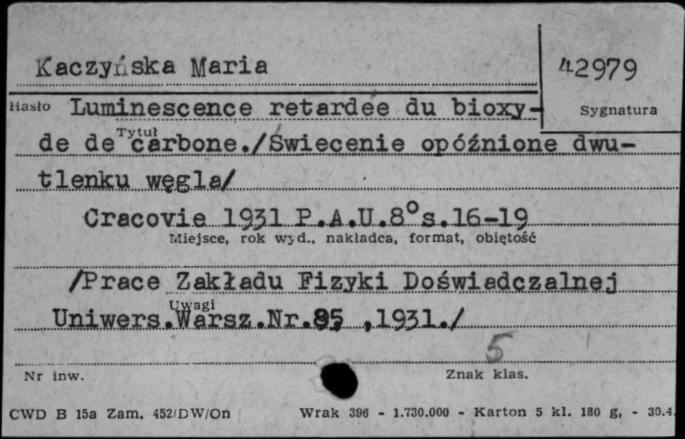 Kaczyńska Maria
42979
Hasło Luminescence retardée du bioxy-
Sygnatura
de de carbone./Świecenie opóźnione dwu-
Tytuł
tlenku węgla/
Cracovie 1931 P.A.U.8°s.16-19
Miejsce, rok wyd., nakładca, format, objętość
/Prace Zakładu Fizyki Doświadczalnej
Uwagi
Uniwers.Warsz.Nr.85 ,1931./
5
Nr inw.
Znak klas.
CWD B 15a Zam. 452/DW/On Wrak 396 - 1.730.000 - Karton 5 kl. 180 g, - 30.4